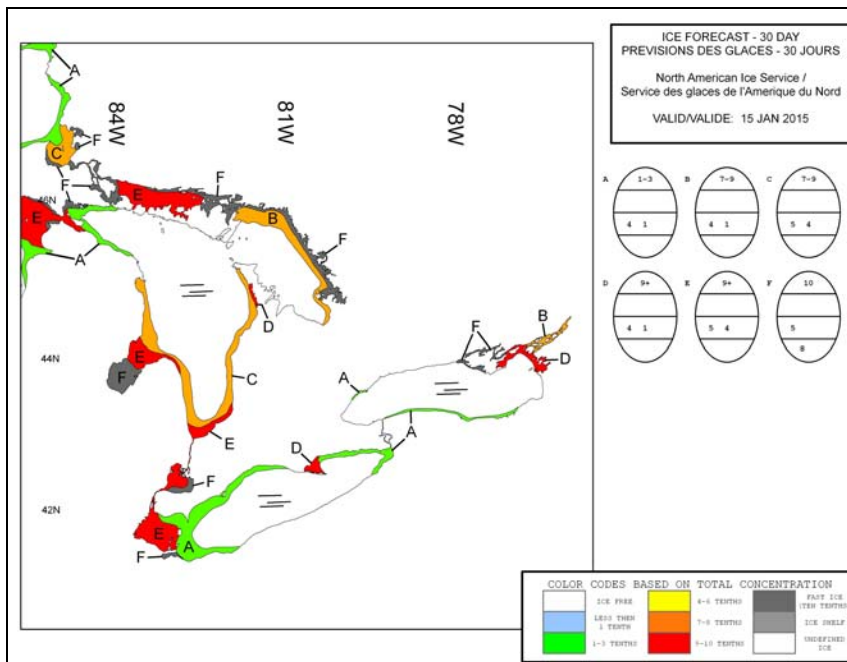 ICE FORECAST - 30 DAY
PREVISIONS DES GLACES - 30 JOURS
North American Ice Service /
Service des glaces de l'Amerique du Nord
VALID/VALIDE: 15 JAN 2015
84W
81W
78W
46N
44N
42N
A
F
C
F
F
E
B
F
E
A
D
E
F
C
E
F
E
A
F
D
A
A
F
B
D
A 1-3
4 1
B 7-9
4 1
C 7-9
5 4
D 9+
4 1
E 9+
5 4
F 10
5
8
COLOR CODES BASED ON TOTAL CONCENTRATION
ICE FREE
LESS THEN
1 TENTH
1-3 TENTHS
4-6 TENTHS
7-8 TENTHS
9-10 TENTHS
FAST ICE
(TEN TENTHS)
ICE SHELF
UNDEFINED
ICE